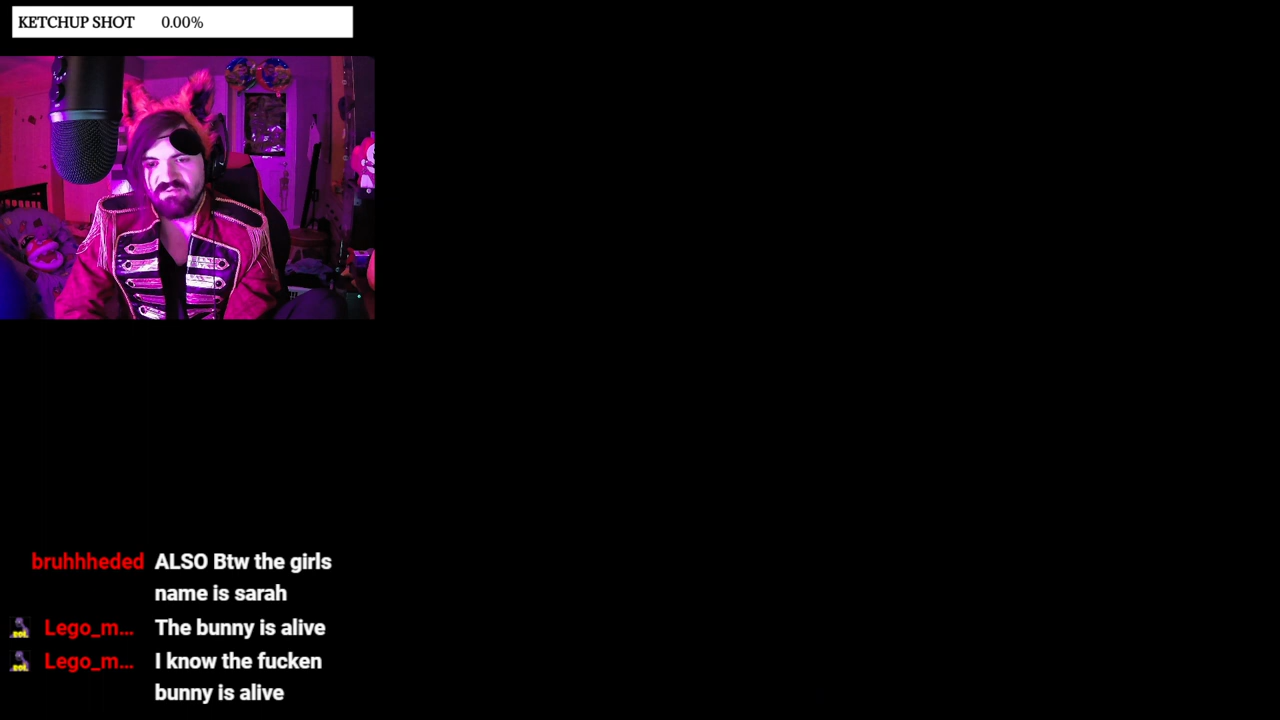 KETCHUP SHOT 0.00%
bruhhheded ALSO Btw the girls
name is sarah
Lego_m... The bunny is alive
Lego_m... I know the fucken
bunny is alive